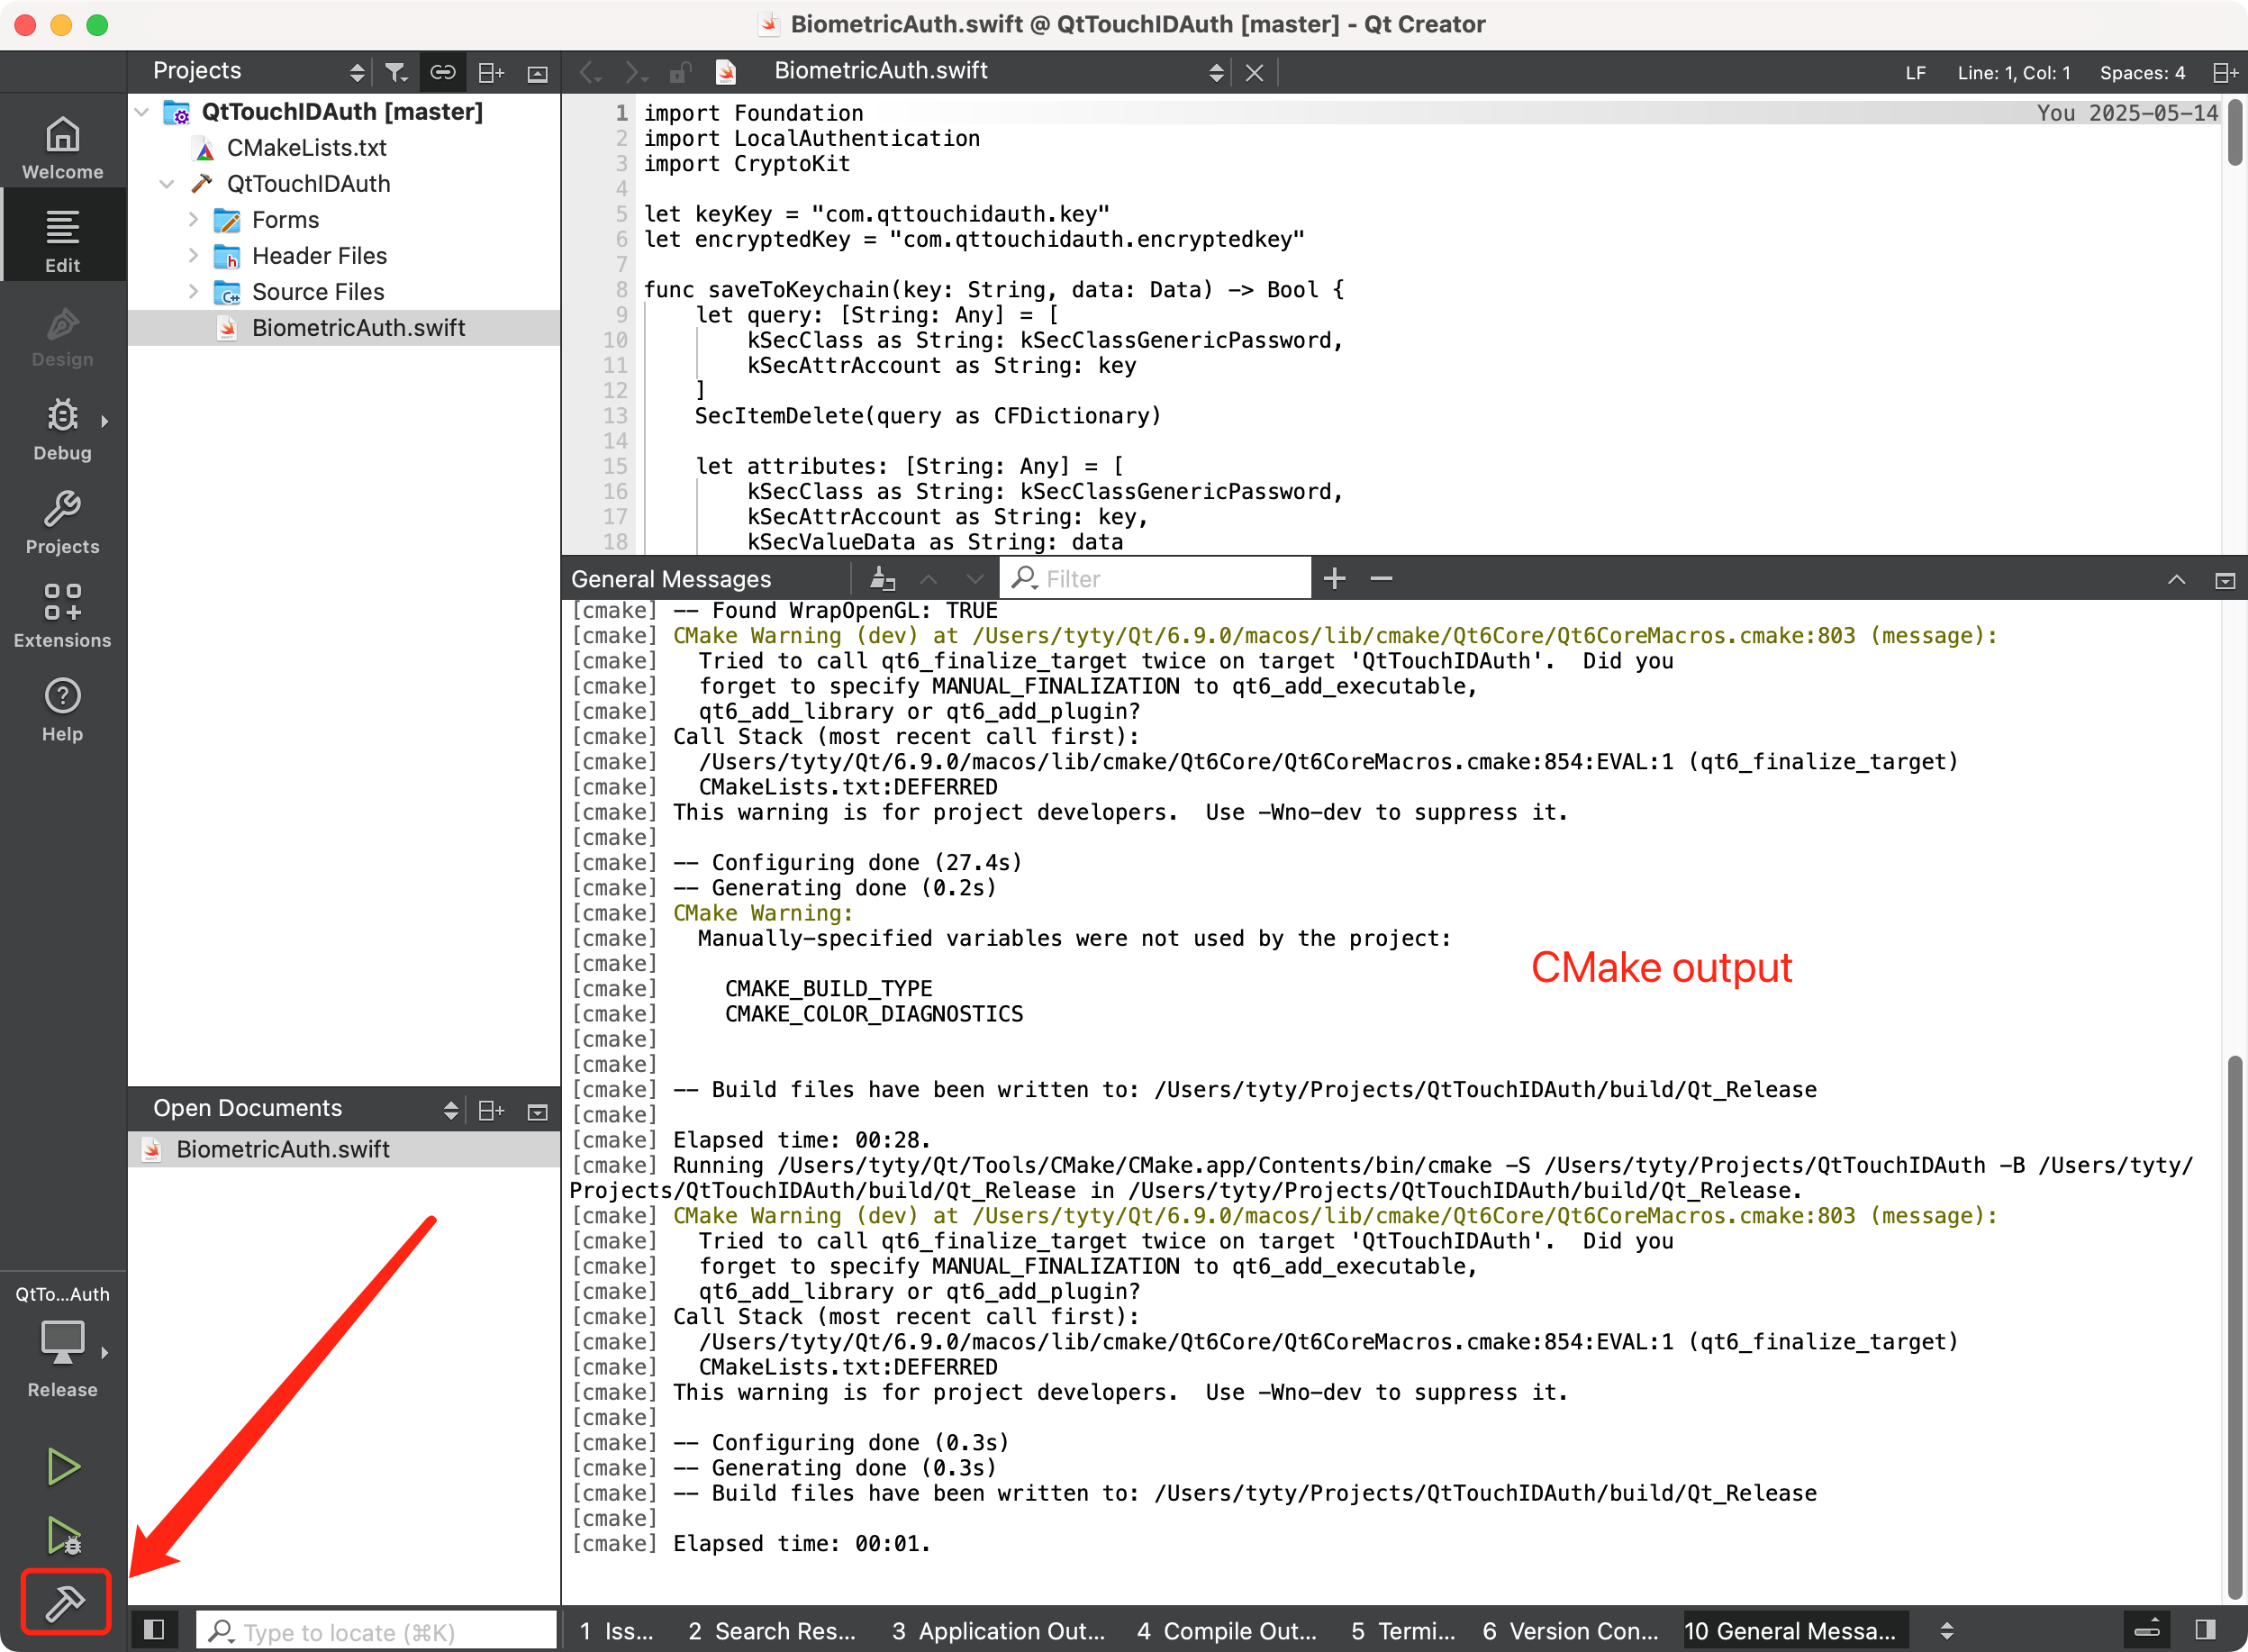 BiometricAuth.swift @ QtTouchIDAuth [master] - Qt Creator
Projects
BiometricAuth.swift
LF Line: 1, Col: 1 Spaces: 4
Welcome
Edit
Design
Debug
Projects
Extensions
Help
QtTouchIDAuth [master]
CMakeLists.txt
QtTouchIDAuth
Forms
Header Files
Source Files
BiometricAuth.swift
1 import Foundation
You 2025-05-14
2 import LocalAuthentication
3 import CryptoKit
4
5 let keyKey = "com.qttouchidauth.key"
6 let encryptedKey = "com.qttouchidauth.encryptedkey"
7
8 func saveToKeychain(key: String, data: Data) -> Bool {
9     let query: [String: Any] = [
10         kSecClass as String: kSecClassGenericPassword,
11         kSecAttrAccount as String: key
12     ]
13     SecItemDelete(query as CFDictionary)
14
15     let attributes: [String: Any] = [
16         kSecClass as String: kSecClassGenericPassword,
17         kSecAttrAccount as String: key,
18         kSecValueData as String: data
General Messages
Filter
[cmake] -- Found WrapOpenGL: TRUE
[cmake] CMake Warning (dev) at /Users/tyty/Qt/6.9.0/macos/lib/cmake/Qt6Core/Qt6CoreMacros.cmake:803 (message):
[cmake]   Tried to call qt6_finalize_target twice on target 'QtTouchIDAuth'.  Did you
[cmake]   forget to specify MANUAL_FINALIZATION to qt6_add_executable,
[cmake]   qt6_add_library or qt6_add_plugin?
[cmake] Call Stack (most recent call first):
[cmake]   /Users/tyty/Qt/6.9.0/macos/lib/cmake/Qt6Core/Qt6CoreMacros.cmake:854:EVAL:1 (qt6_finalize_target)
[cmake]   CMakeLists.txt:DEFERRED
[cmake] This warning is for project developers.  Use -Wno-dev to suppress it.
[cmake]
[cmake] -- Configuring done (27.4s)
[cmake] -- Generating done (0.2s)
[cmake] CMake Warning:
[cmake]   Manually-specified variables were not used by the project:
[cmake]
[cmake]     CMAKE_BUILD_TYPE
[cmake]     CMAKE_COLOR_DIAGNOSTICS
[cmake]
[cmake]
[cmake] -- Build files have been written to: /Users/tyty/Projects/QtTouchIDAuth/build/Qt_Release
[cmake]
[cmake] Elapsed time: 00:28.
[cmake] Running /Users/tyty/Qt/Tools/CMake/CMake.app/Contents/bin/cmake -S /Users/tyty/Projects/QtTouchIDAuth -B /Users/tyty/
Projects/QtTouchIDAuth/build/Qt_Release in /Users/tyty/Projects/QtTouchIDAuth/build/Qt_Release.
[cmake] CMake Warning (dev) at /Users/tyty/Qt/6.9.0/macos/lib/cmake/Qt6Core/Qt6CoreMacros.cmake:803 (message):
[cmake]   Tried to call qt6_finalize_target twice on target 'QtTouchIDAuth'.  Did you
[cmake]   forget to specify MANUAL_FINALIZATION to qt6_add_executable,
[cmake]   qt6_add_library or qt6_add_plugin?
[cmake] Call Stack (most recent call first):
[cmake]   /Users/tyty/Qt/6.9.0/macos/lib/cmake/Qt6Core/Qt6CoreMacros.cmake:854:EVAL:1 (qt6_finalize_target)
[cmake]   CMakeLists.txt:DEFERRED
[cmake] This warning is for project developers.  Use -Wno-dev to suppress it.
[cmake]
[cmake] -- Configuring done (0.3s)
[cmake] -- Generating done (0.3s)
[cmake] -- Build files have been written to: /Users/tyty/Projects/QtTouchIDAuth/build/Qt_Release
[cmake]
[cmake] Elapsed time: 00:01.
CMake output
Open Documents
BiometricAuth.swift
QtTo...Auth
Release
Type to locate (⌘K)
1 Iss... 2 Search Res... 3 Application Out... 4 Compile Out... 5 Termi... 6 Version Con... 10 General Messa...